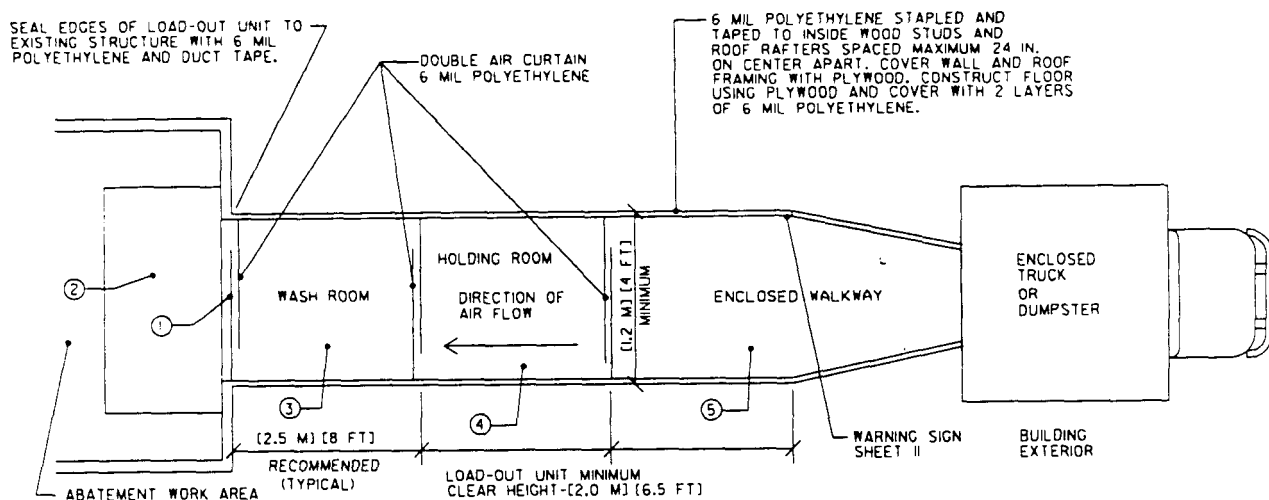 SEAL EDGES OF LOAD-OUT UNIT TO
EXISTING STRUCTURE WITH 6 MIL
POLYETHYLENE AND DUCT TAPE.
DOUBLE AIR CURTAIN
6 MIL POLYETHYLENE
6 MIL POLYETHYLENE STAPLED AND
TAPED TO INSIDE WOOD STUDS AND
ROOF RAFTERS SPACED MAXIMUM 24 IN.
ON CENTER APART. COVER WALL AND ROOF
FRAMING WITH PLYWOOD. CONSTRUCT FLOOR
USING PLYWOOD AND COVER WITH 2 LAYERS
OF 6 MIL POLYETHYLENE.
2
1
WASH ROOM
3
HOLDING ROOM
DIRECTION OF
AIR FLOW
4
[1.2 M] [4 FT]
MINIMUM
ENCLOSED WALKWAY
5
ENCLOSED
TRUCK
OR
DUMPSTER
[2.5 M] [8 FT]
RECOMMENDED
(TYPICAL)
LOAD-OUT UNIT MINIMUM
CLEAR HEIGHT-[2.0 M] [6.5 FT]
WARNING SIGN
SHEET 11
BUILDING
EXTERIOR
ABATEMENT WORK AREA